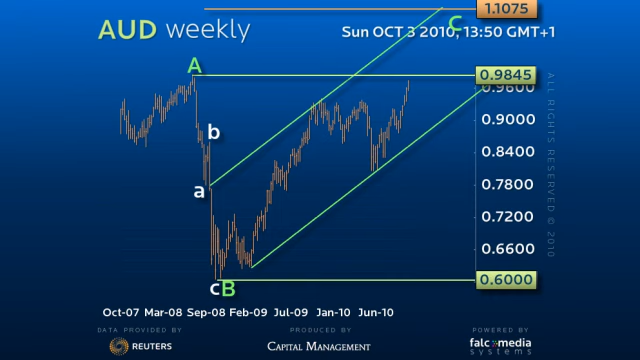 1.1075
AUD weekly
Sun OCT 3 2010, 13:50 GMT+1
C
A
0.9845
0.9600
0.9000
b
0.8400
a
0.7800
0.7200
0.6600
cB
0.6000
ALL RIGHTS RESERVED © 2010
Oct-07 Mar-08 Sep-08 Feb-09 Jul-09 Jan-10 Jun-10
DATA PROVIDED BY
REUTERS
PRODUCED BY
CAPITAL MANAGEMENT
POWERED BY
falc media
systems